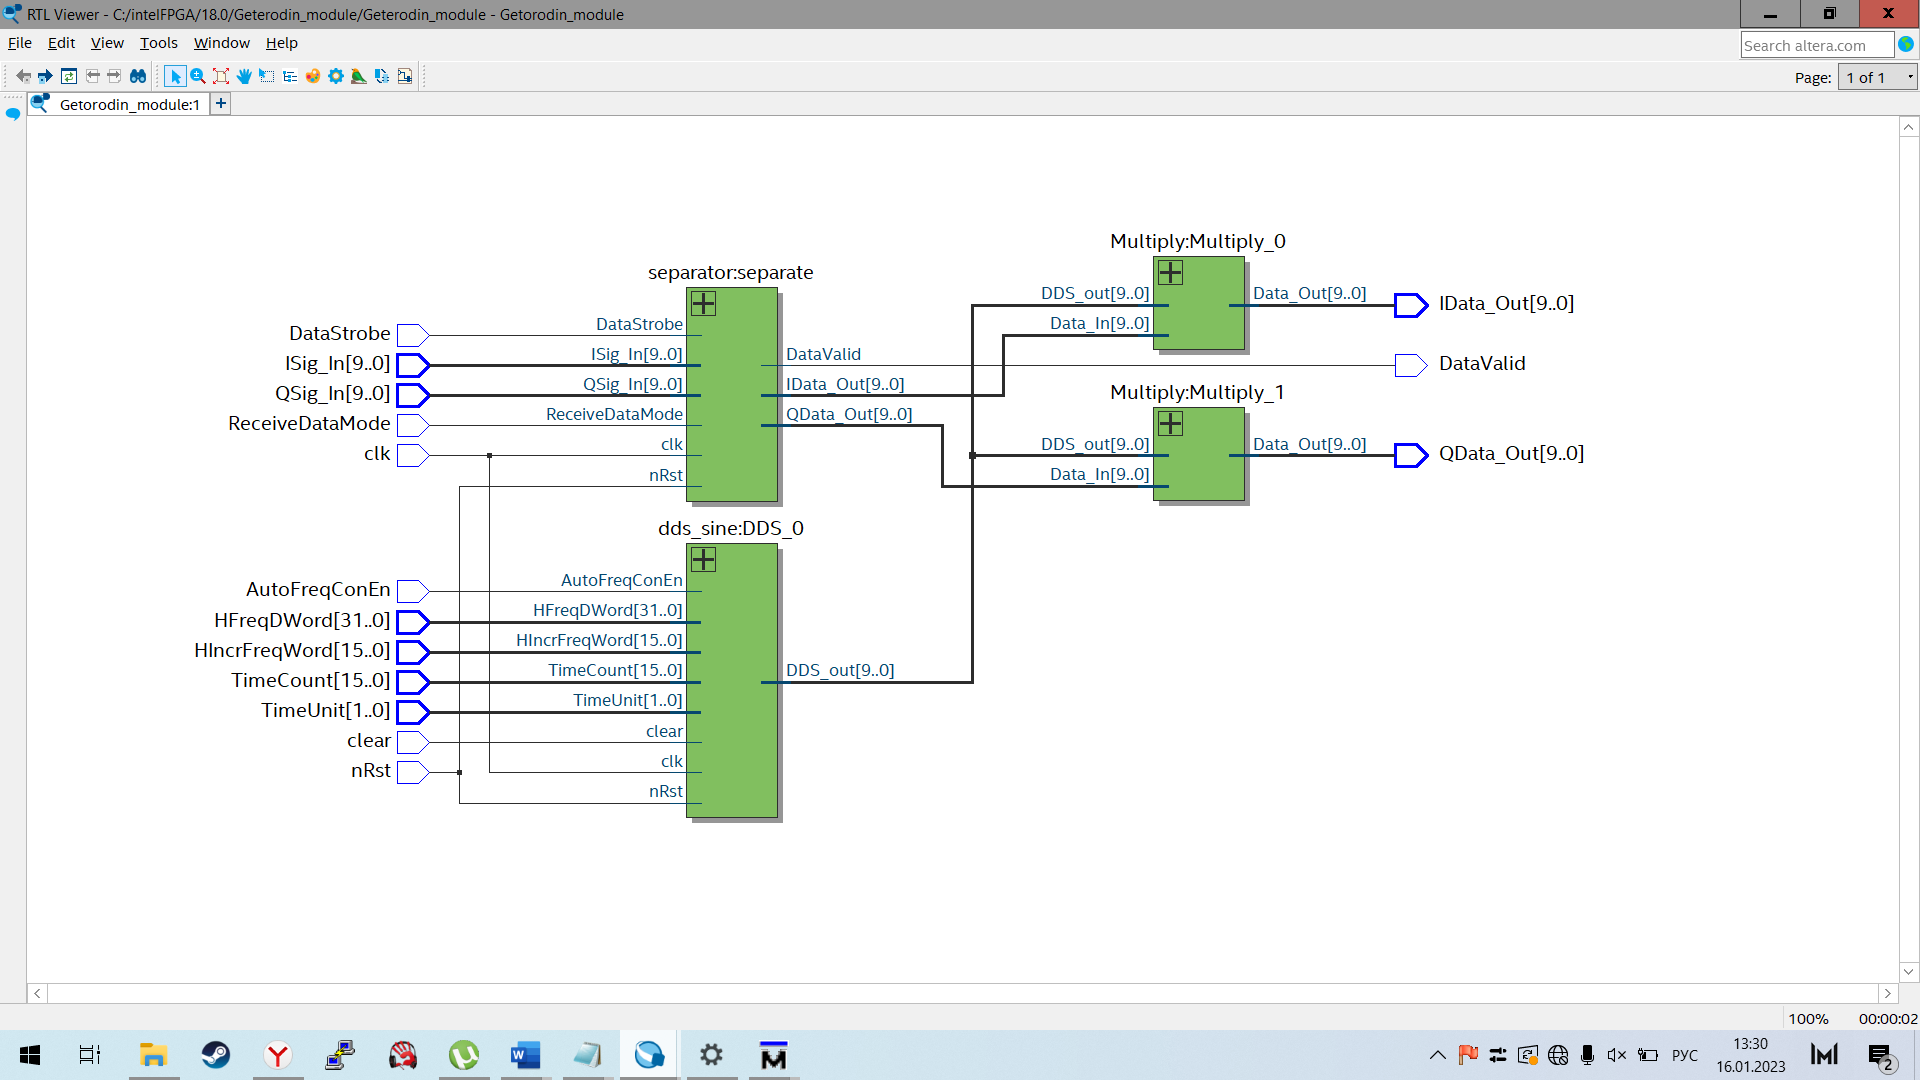 RTL Viewer - C:/intelFPGA/18.0/Geterodin_module/Geterodin_module - Getorodin_module
File Edit View Tools Window Help
Search altera.com
Page: 1 of 1
Getorodin_module:1
Multiply:Multiply_0
separator:separate
DDS_out[9..0] Data_Out[9..0] IData_Out[9..0]
DataStrobe DataStrobe Data_In[9..0]
ISig_In[9..0] ISig_In[9..0] DataValid DataValid
QSig_In[9..0] QSig_In[9..0] IData_Out[9..0] Multiply:Multiply_1
ReceiveDataMode ReceiveDataMode QData_Out[9..0]
clk clk DDS_out[9..0] Data_Out[9..0] QData_Out[9..0]
nRst Data_In[9..0]
dds_sine:DDS_0
AutoFreqConEn AutoFreqConEn
HFreqDWord[31..0] HFreqDWord[31..0]
HIncrFreqWord[15..0] HIncrFreqWord[15..0]
TimeCount[15..0] TimeCount[15..0] DDS_out[9..0]
TimeUnit[1..0] TimeUnit[1..0]
clear clear
nRst clk
nRst
100% 00:00:02
РУС 13:30
16.01.2023
2